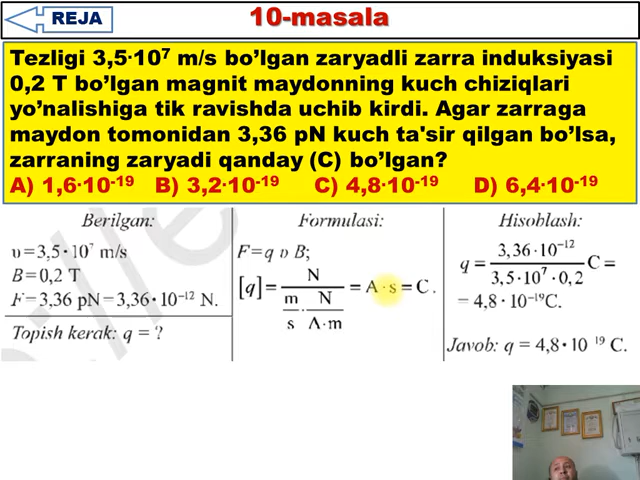 REJA
10-masala
Tezligi 3,5·10⁷ m/s bo’lgan zaryadli zarra induksiyasi
0,2 T bo’lgan magnit maydonning kuch chiziqlari
yo’nalishiga tik ravishda uchib kirdi. Agar zarraga
maydon tomonidan 3,36 pN kuch ta'sir qilgan bo’lsa,
zarraning zaryadi qanday (C) bo’lgan?
A) 1,6·10⁻¹⁹ B) 3,2·10⁻¹⁹ C) 4,8·10⁻¹⁹ D) 6,4·10⁻¹⁹
Berilgan:
υ=3,5·10⁷ m/s
B=0,2 T
F=3,36 pN=3,36·10⁻¹² N.
Topish kerak: q = ?
Formulasi:
F=q υ B;
[q] = N / (m/s · N/(A·m)) = A·s = C.
Hisoblash:
q = 3,36·10⁻¹² / (3,5·10⁷·0,2) C =
= 4,8·10⁻¹⁹C.
Javob: q = 4,8·10 ¹⁹ C.